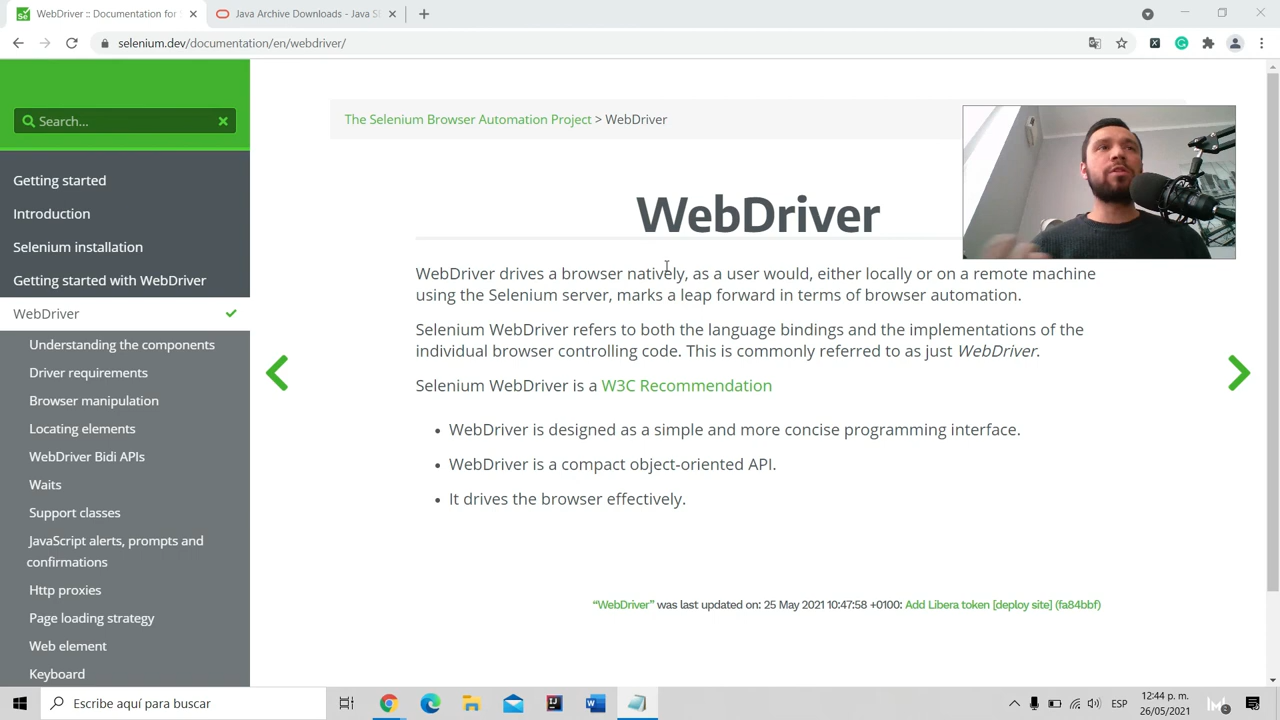 WebDriver :: Documentation for S
Java Archive Downloads - Java SE
selenium.dev/documentation/en/webdriver/
Search...
Getting started
Introduction
Selenium installation
Getting started with WebDriver
WebDriver
Understanding the components
Driver requirements
Browser manipulation
Locating elements
WebDriver Bidi APIs
Waits
Support classes
JavaScript alerts, prompts and
confirmations
Http proxies
Page loading strategy
Web element
Keyboard
The Selenium Browser Automation Project > WebDriver
WebDriver
WebDriver drives a browser natively, as a user would, either locally or on a remote machine
using the Selenium server, marks a leap forward in terms of browser automation.
Selenium WebDriver refers to both the language bindings and the implementations of the
individual browser controlling code. This is commonly referred to as just WebDriver.
Selenium WebDriver is a W3C Recommendation
• WebDriver is designed as a simple and more concise programming interface.
• WebDriver is a compact object-oriented API.
• It drives the browser effectively.
“WebDriver” was last updated on: 25 May 2021 10:47:58 +0100: Add Libera token [deploy site] (fa84bbf)
Escribe aquí para buscar
ESP
12:44 p. m.
26/05/2021